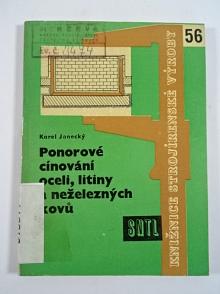 56
KNIŽNICE STROJÍRENSKÉ VÝROBY
Karel Janecký
Ponorové
cínování
oceli, litiny
neželezných
kovů
SNTL